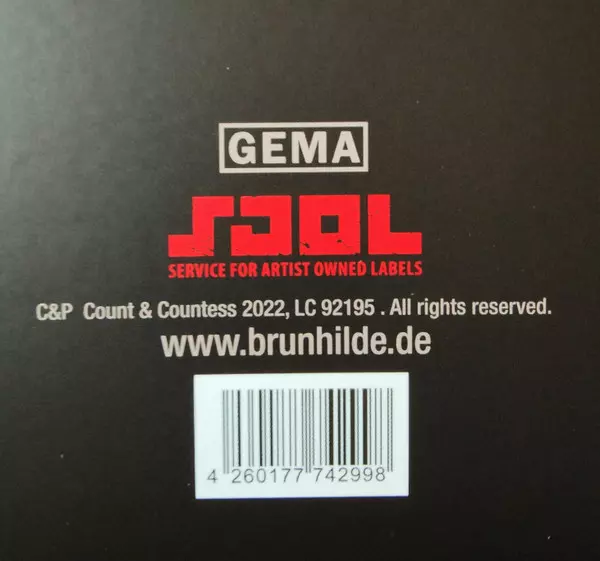 GEMA
SAOL
SERVICE FOR ARTIST OWNED LABELS
C&P Count & Countess 2022, LC 92195 . All rights reserved.
www.brunhilde.de
4 260177 742998